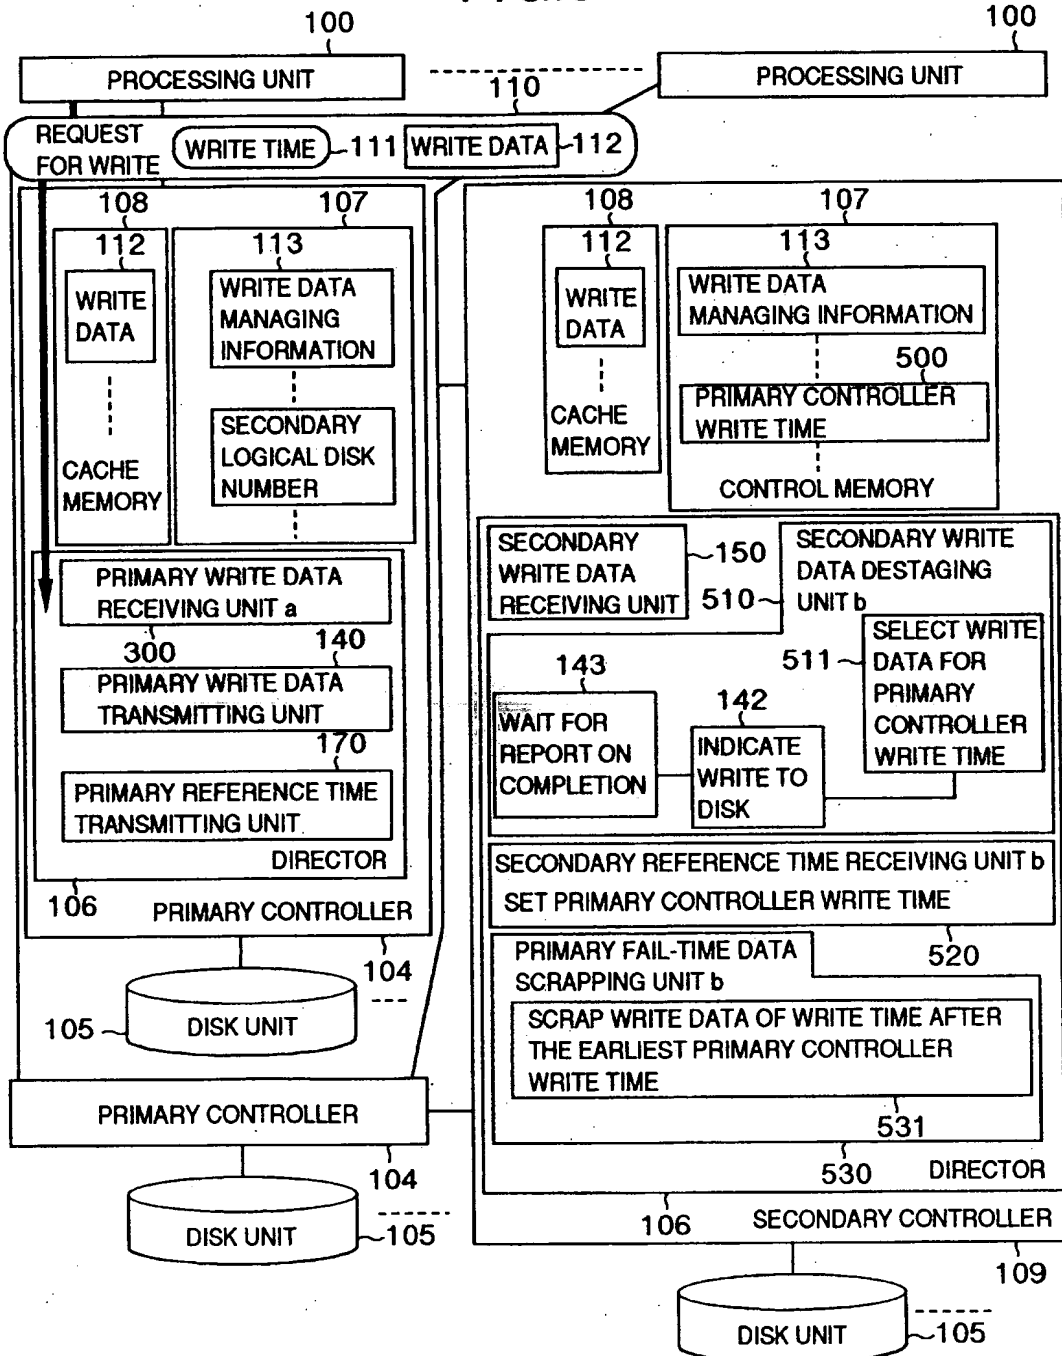 100
100
PROCESSING UNIT
PROCESSING UNIT
110
REQUEST
FOR WRITE
WRITE TIME
111
WRITE DATA
112
108
107
112
113
WRITE
DATA
WRITE DATA
MANAGING
INFORMATION
SECONDARY
LOGICAL DISK
NUMBER
CACHE
MEMORY
PRIMARY WRITE DATA
RECEIVING UNIT a
300
140
PRIMARY WRITE DATA
TRANSMITTING UNIT
170
PRIMARY REFERENCE TIME
TRANSMITTING UNIT
DIRECTOR
106
PRIMARY CONTROLLER
104
105
DISK UNIT
PRIMARY CONTROLLER
104
DISK UNIT
105
108
107
112
113
WRITE
DATA
WRITE DATA
MANAGING INFORMATION
500
PRIMARY CONTROLLER
WRITE TIME
CACHE
MEMORY
CONTROL MEMORY
SECONDARY
WRITE DATA
RECEIVING UNIT
150
510
SECONDARY WRITE
DATA DESTAGING
UNIT b
511
SELECT WRITE
DATA FOR
PRIMARY
CONTROLLER
WRITE TIME
143
WAIT FOR
REPORT ON
COMPLETION
142
INDICATE
WRITE TO
DISK
SECONDARY REFERENCE TIME RECEIVING UNIT b
SET PRIMARY CONTROLLER WRITE TIME
520
PRIMARY FAIL-TIME DATA
SCRAPPING UNIT b
SCRAP WRITE DATA OF WRITE TIME AFTER
THE EARLIEST PRIMARY CONTROLLER
WRITE TIME
531
530
DIRECTOR
106
SECONDARY CONTROLLER
109
DISK UNIT
105